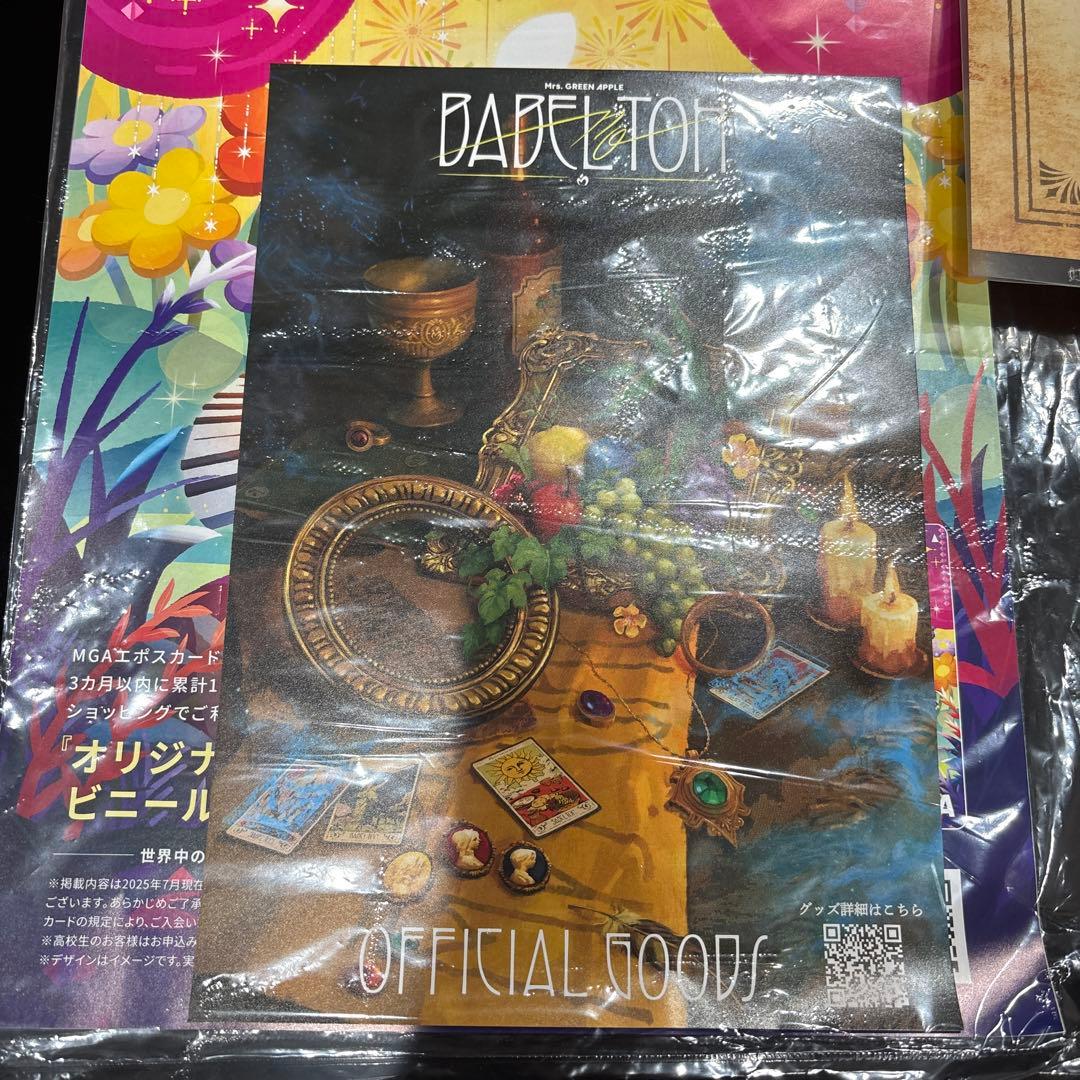 Mrs. GREEN APPLE
BABEL no TOH
MGAエポスカード
3カ月以内に累計1
ショッピングでご利
『オリジナ
ビニール
世界中の
※掲載内容は2025年7月現在
ございます。あらかじめご了承
カードの規定により、ご入会い
※高校生のお客様はお申込み
※デザインはイメージです。実
グッズ詳細はこちら
OFFICIAL GOODS